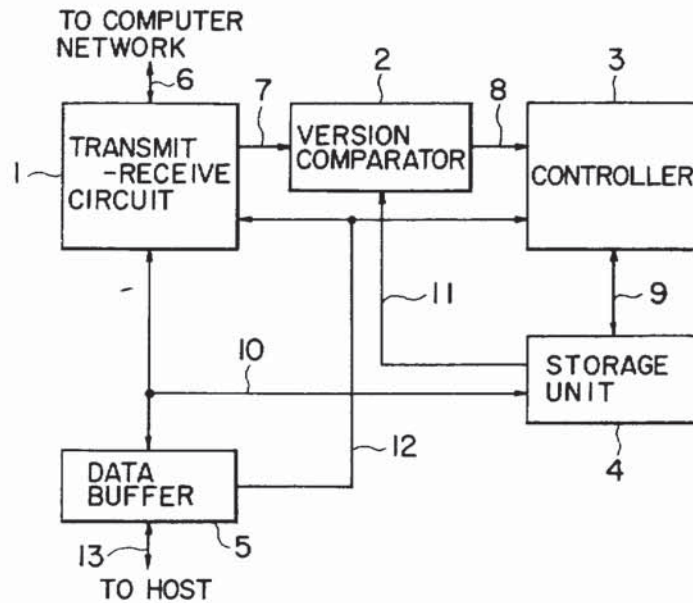 TO COMPUTER
NETWORK
6
7
2
8
3
1
TRANSMIT
-RECEIVE
CIRCUIT
VERSION
COMPARATOR
CONTROLLER
11
9
10
STORAGE
UNIT
12
4
DATA
BUFFER
13
5
TO HOST